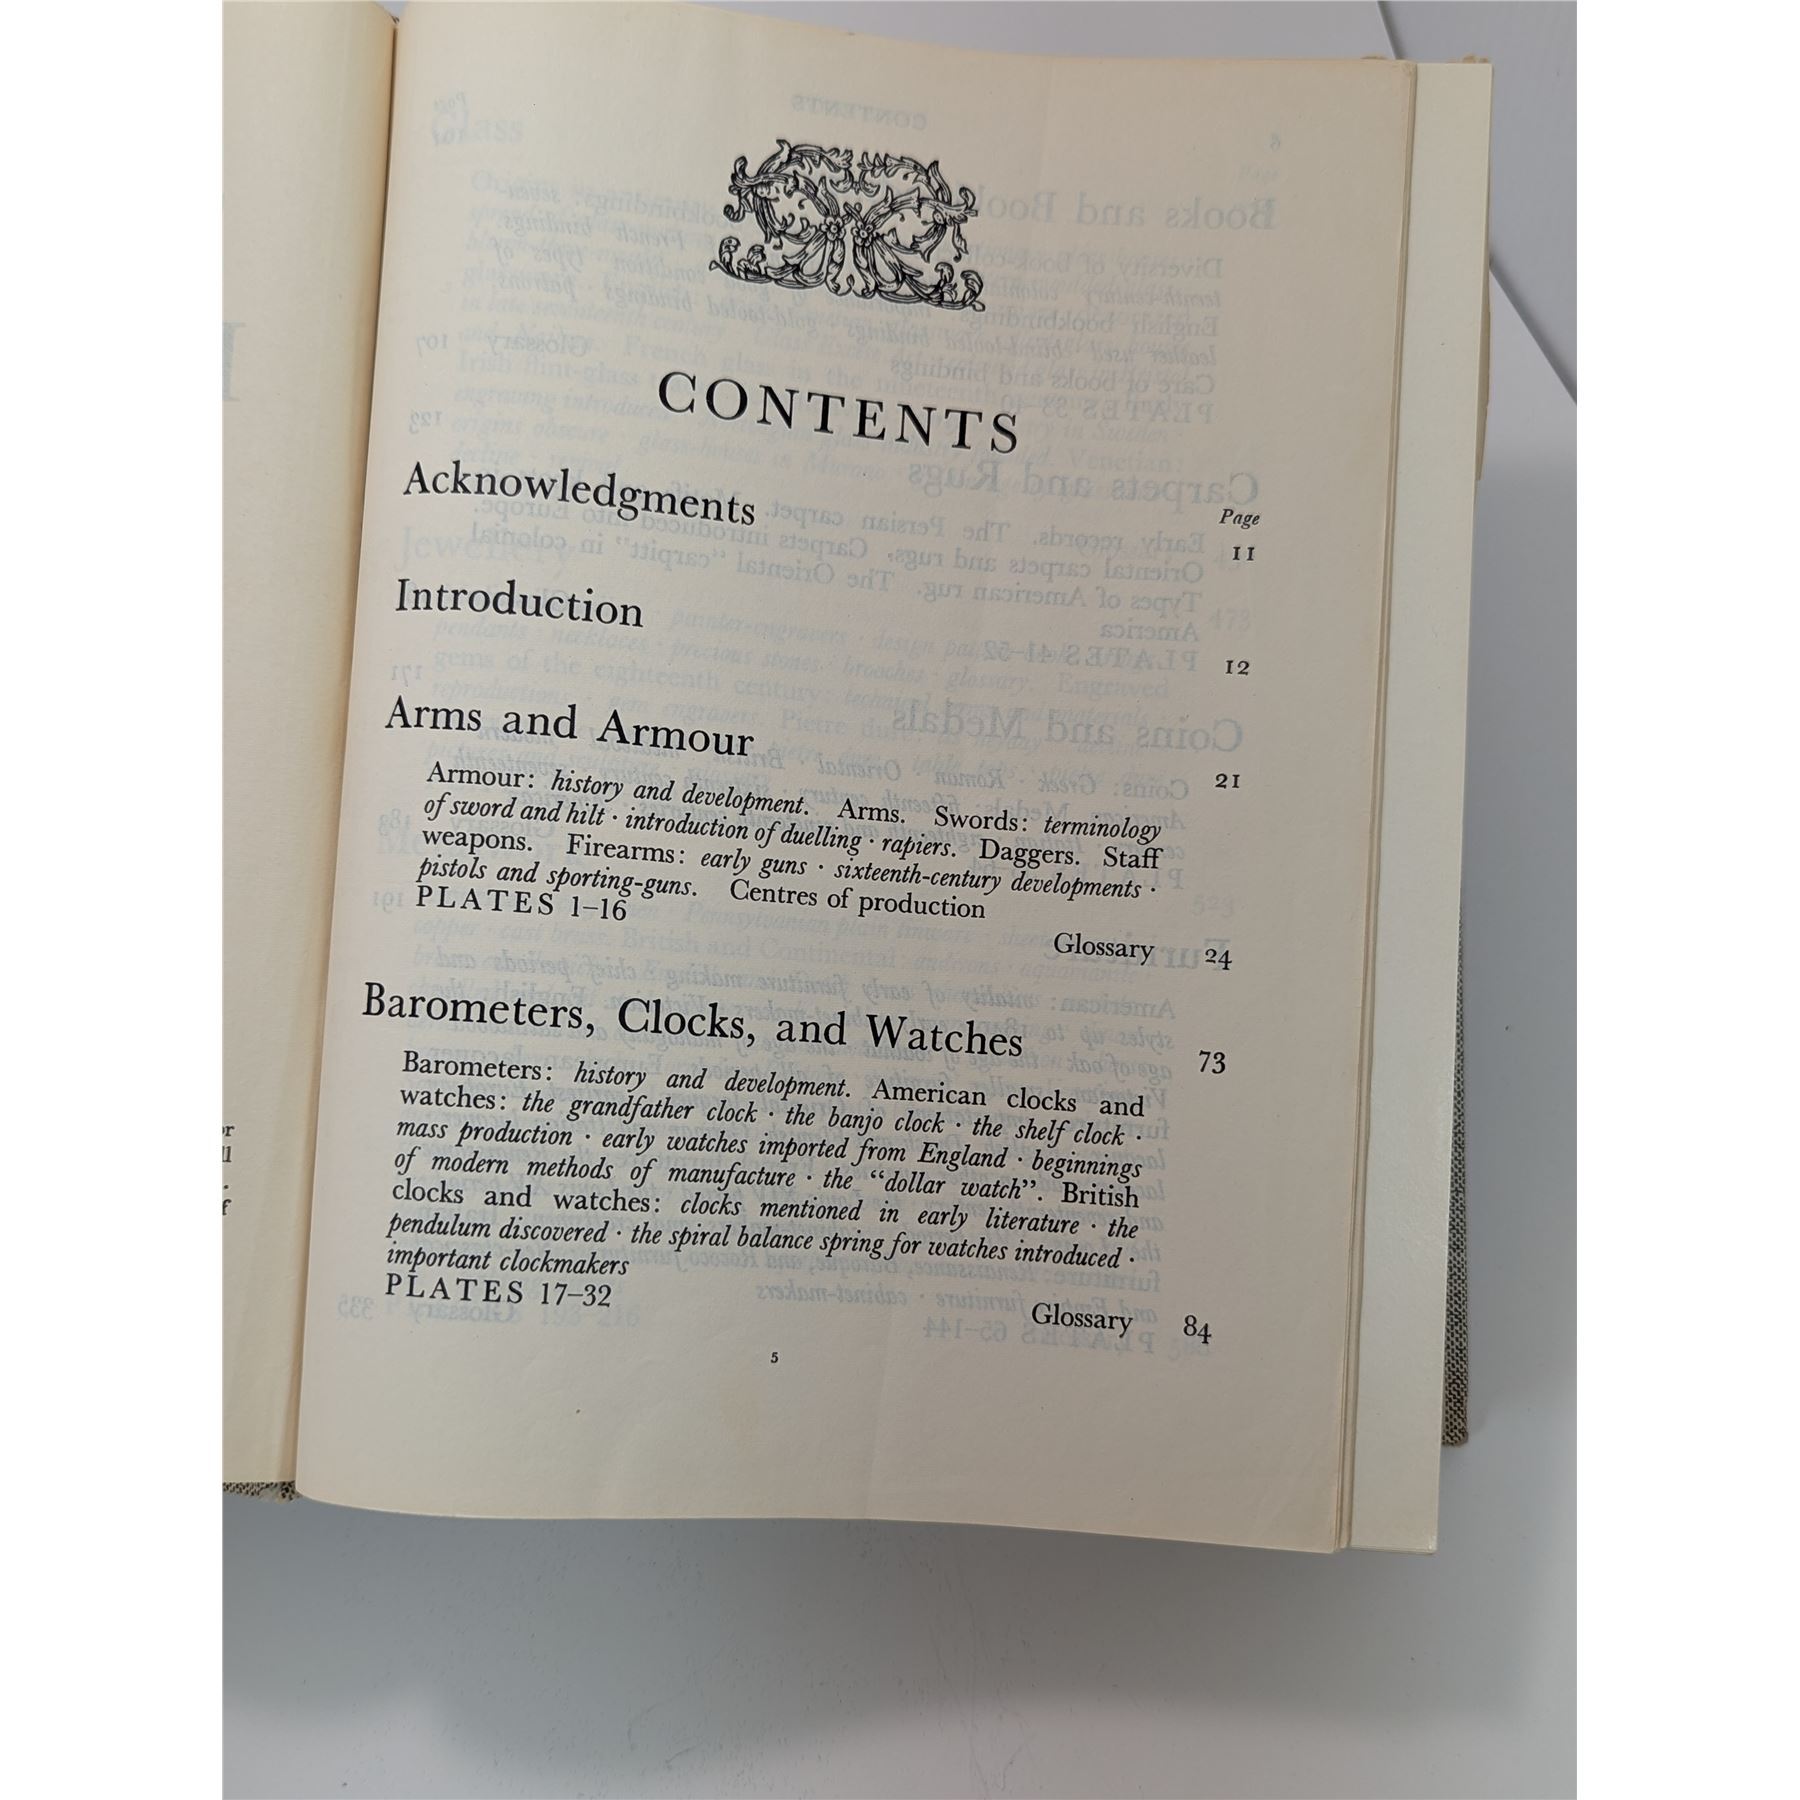 CONTENTS
Acknowledgments
Page
11
Introduction
12
Arms and Armour
21
Armour: history and development. Arms. Swords: terminology
of sword and hilt · introduction of duelling · rapiers. Daggers. Staff
weapons. Firearms: early guns · sixteenth-century developments ·
pistols and sporting-guns. Centres of production
PLATES 1–16
Glossary 24
Barometers, Clocks, and Watches
73
Barometers: history and development. American clocks and
watches: the grandfather clock · the banjo clock · the shelf clock ·
mass production · early watches imported from England · beginnings
of modern methods of manufacture · the “dollar watch”. British
clocks and watches: clocks mentioned in early literature · the
pendulum discovered · the spiral balance spring for watches introduced ·
important clockmakers
PLATES 17–32
Glossary 84
5